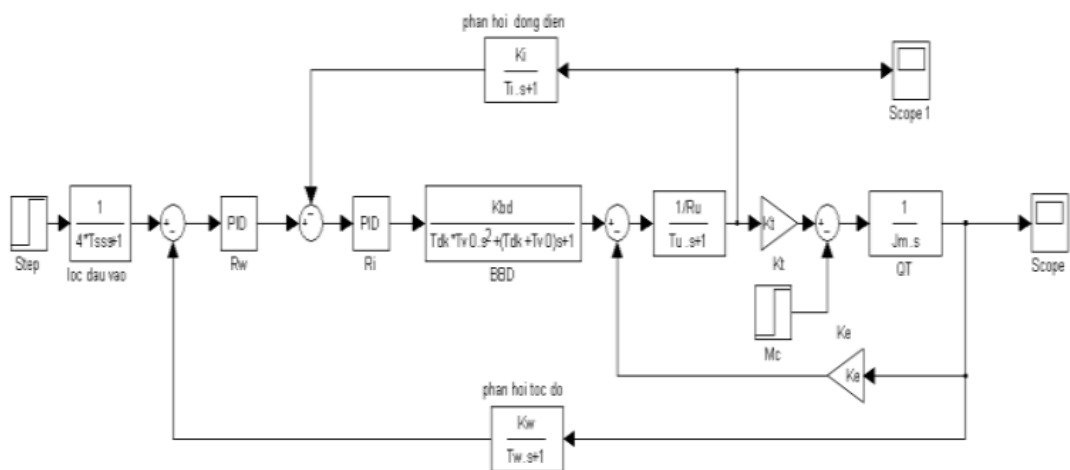 phan hoi dong dien
Ki
Ti.s+1
Scope 1
Step
1
4*Tsss+1
loc dau vao
PID
Rw
PID
Ri
Kbd
Tdk*Tv0.s^2+(Tdk+Tv0)s+1
BBD
1/Ru
Tu.s+1
Kt
Kt
1
Jm.s
QT
Scope
Mc
Ke
Ke
phan hoi toc do
Kw
Tw.s+1